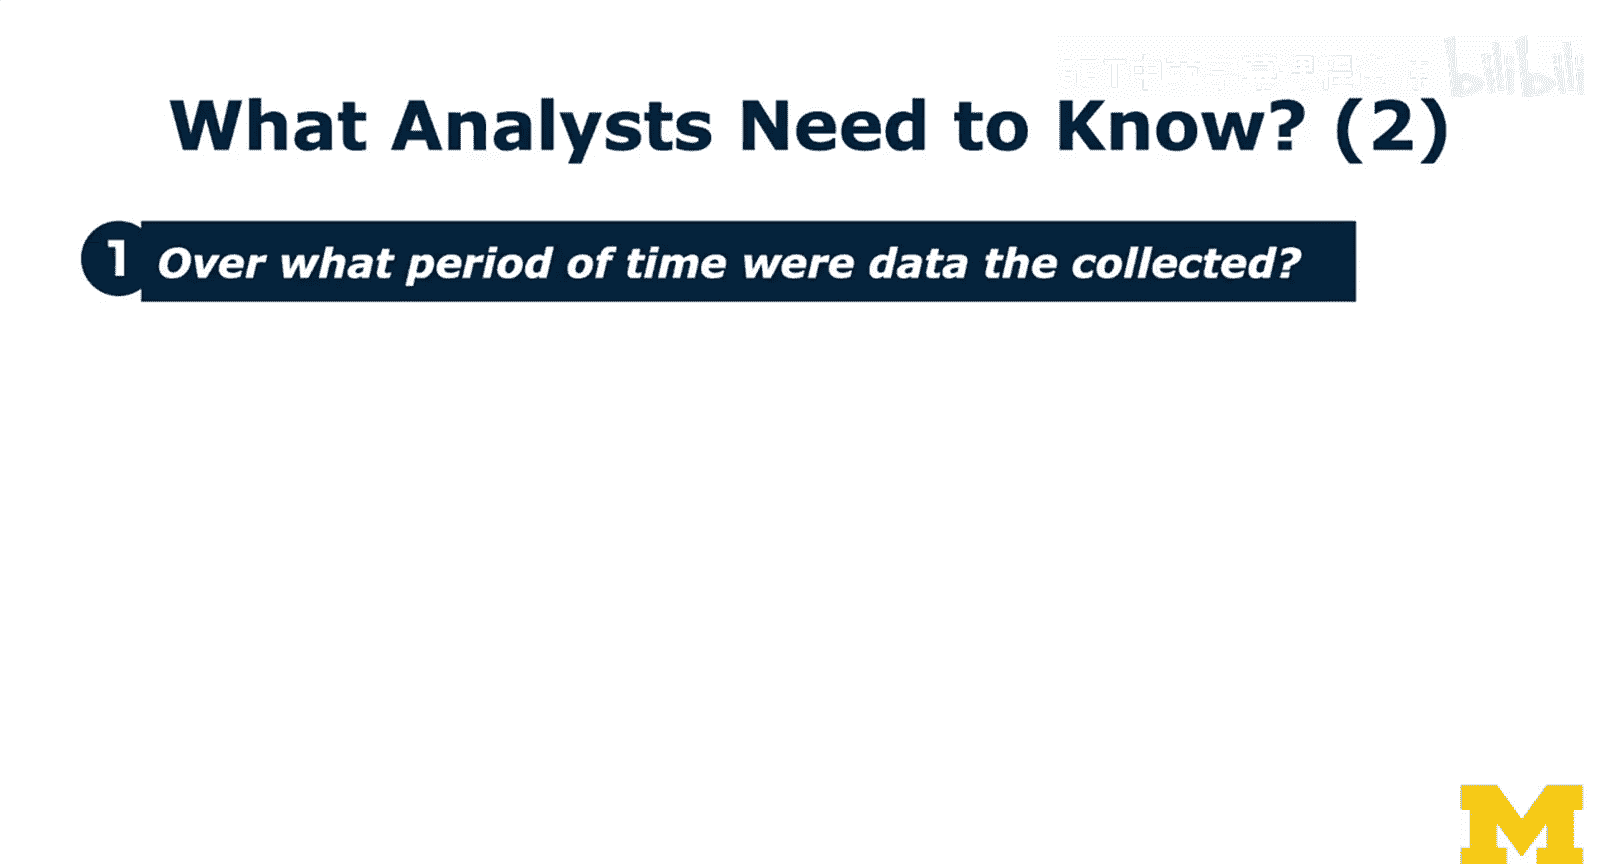 bilibili
What Analysts Need to Know? (2)
1 Over what period of time were data the collected?
M